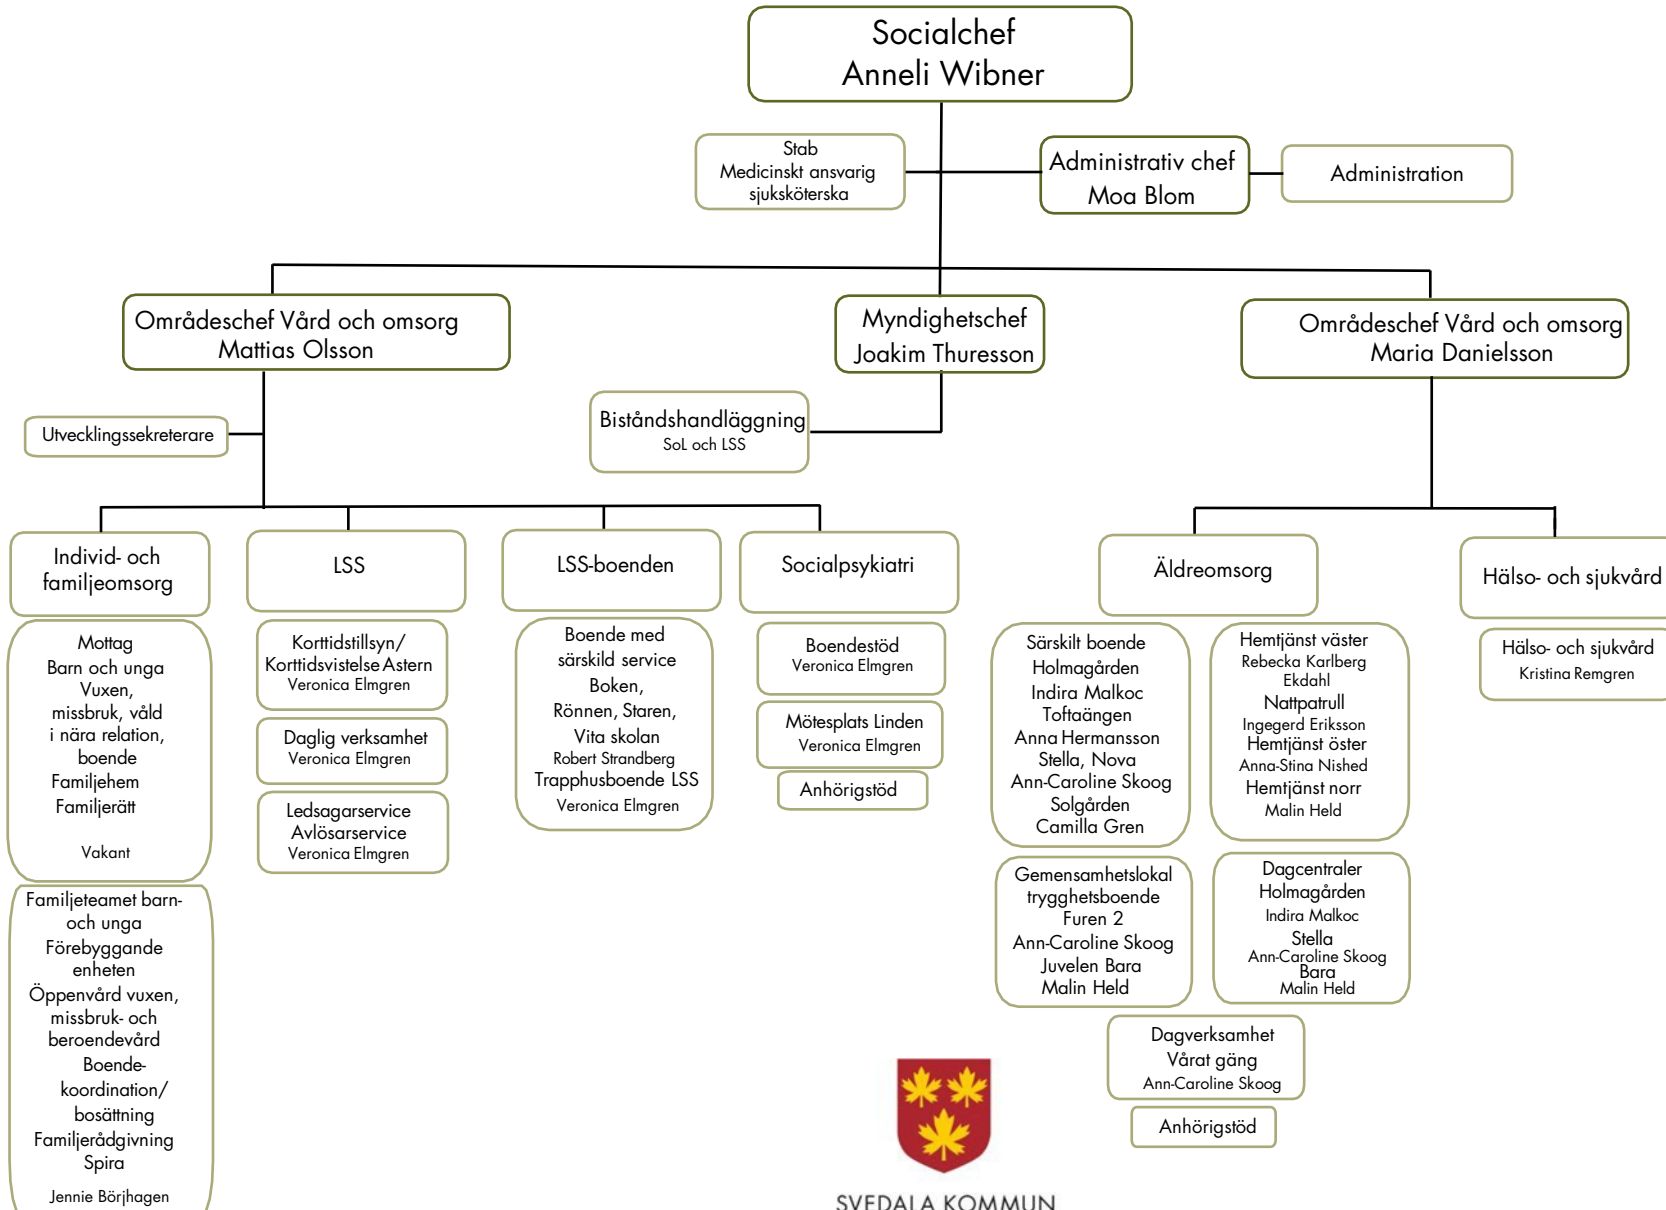 Socialchef
Anneli Wibner
Stab
Medicinskt ansvarig
sjuksköterska
Administrativ chef
Moa Blom
Administration
Områdeschef Vård och omsorg
Mattias Olsson
Myndighetschef
Joakim Thuresson
Områdeschef Vård och omsorg
Maria Danielsson
Utvecklingssekreterare
Biståndshandläggning
SoL och LSS
Individ- och
familjeomsorg
LSS
LSS-boenden
Socialpsykiatri
Äldreomsorg
Hälso- och sjukvård
Mottag
Barn och unga
Vuxen,
missbruk, våld
i nära relation,
boende
Familjehem
Familjerätt
Vakant
Familjeteamet barn-
och unga
Förebyggande
enheten
Öppenvård vuxen,
missbruk- och
beroendevård
Boende-
koordination/
bosättning
Familjerådgivning
Spira
Jennie Börjhagen
Korttidstillsyn/
Korttidsvistelse Astern
Veronica Elmgren
Daglig verksamhet
Veronica Elmgren
Ledsagarservice
Avlösarservice
Veronica Elmgren
Boende med
särskild service
Boken,
Rönnen, Staren,
Vita skolan
Robert Strandberg
Trapphusboende LSS
Veronica Elmgren
Boendestöd
Veronica Elmgren
Mötesplats Linden
Veronica Elmgren
Anhörigstöd
Särskilt boende
Holmagården
Indira Malkoc
Toftaängen
Anna Hermansson
Stella, Nova
Ann-Caroline Skoog
Solgården
Camilla Gren
Hemtjänst väster
Rebecka Karlberg
Ekdahl
Nattpatrull
Ingegerd Eriksson
Hemtjänst öster
Anna-Stina Nished
Hemtjänst norr
Malin Held
Gemensamhetslokal
trygghetsboende
Furen 2
Ann-Caroline Skoog
Juvelen Bara
Malin Held
Dagcentraler
Holmagården
Indira Malkoc
Stella
Ann-Caroline Skoog
Bara
Malin Held
Dagverksamhet
Vårat gäng
Ann-Caroline Skoog
Anhörigstöd
Hälso- och sjukvård
Kristina Remgren
SVEDALA KOMMUN